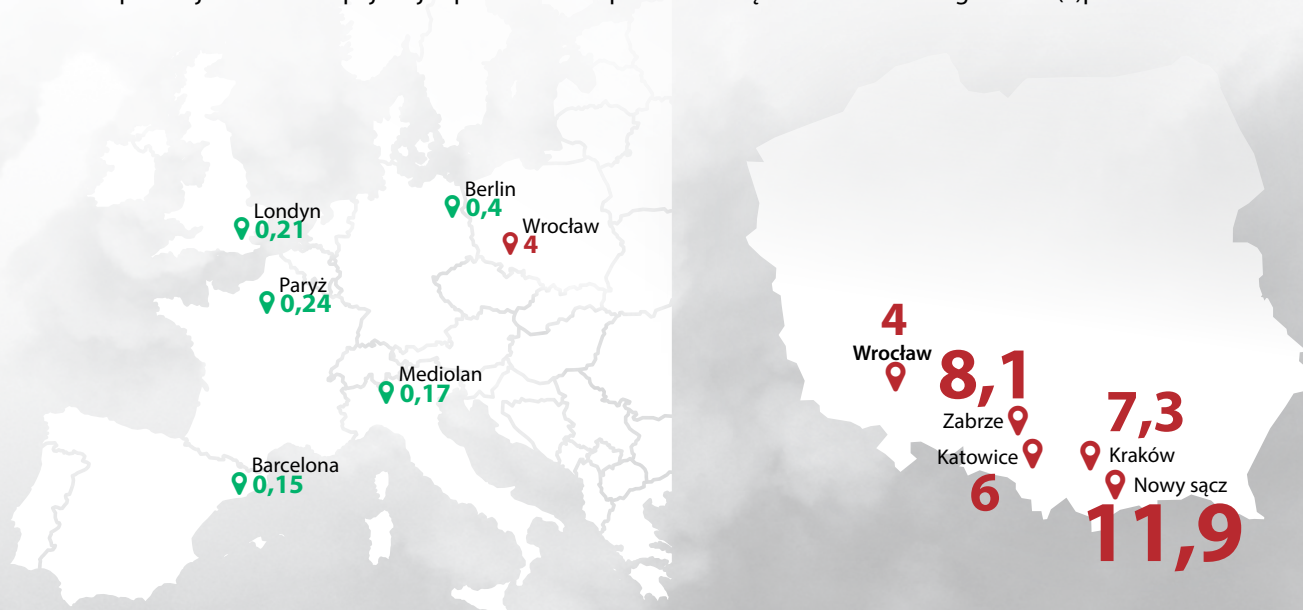 Berlin
0,4
Londyn
0,21
Wrocław
4
Paryż
0,24
Mediolan
0,17
Barcelona
0,15
4
Wrocław
8,1
Zabrze
7,3
Katowice
Kraków
6
Nowy sącz
11,9